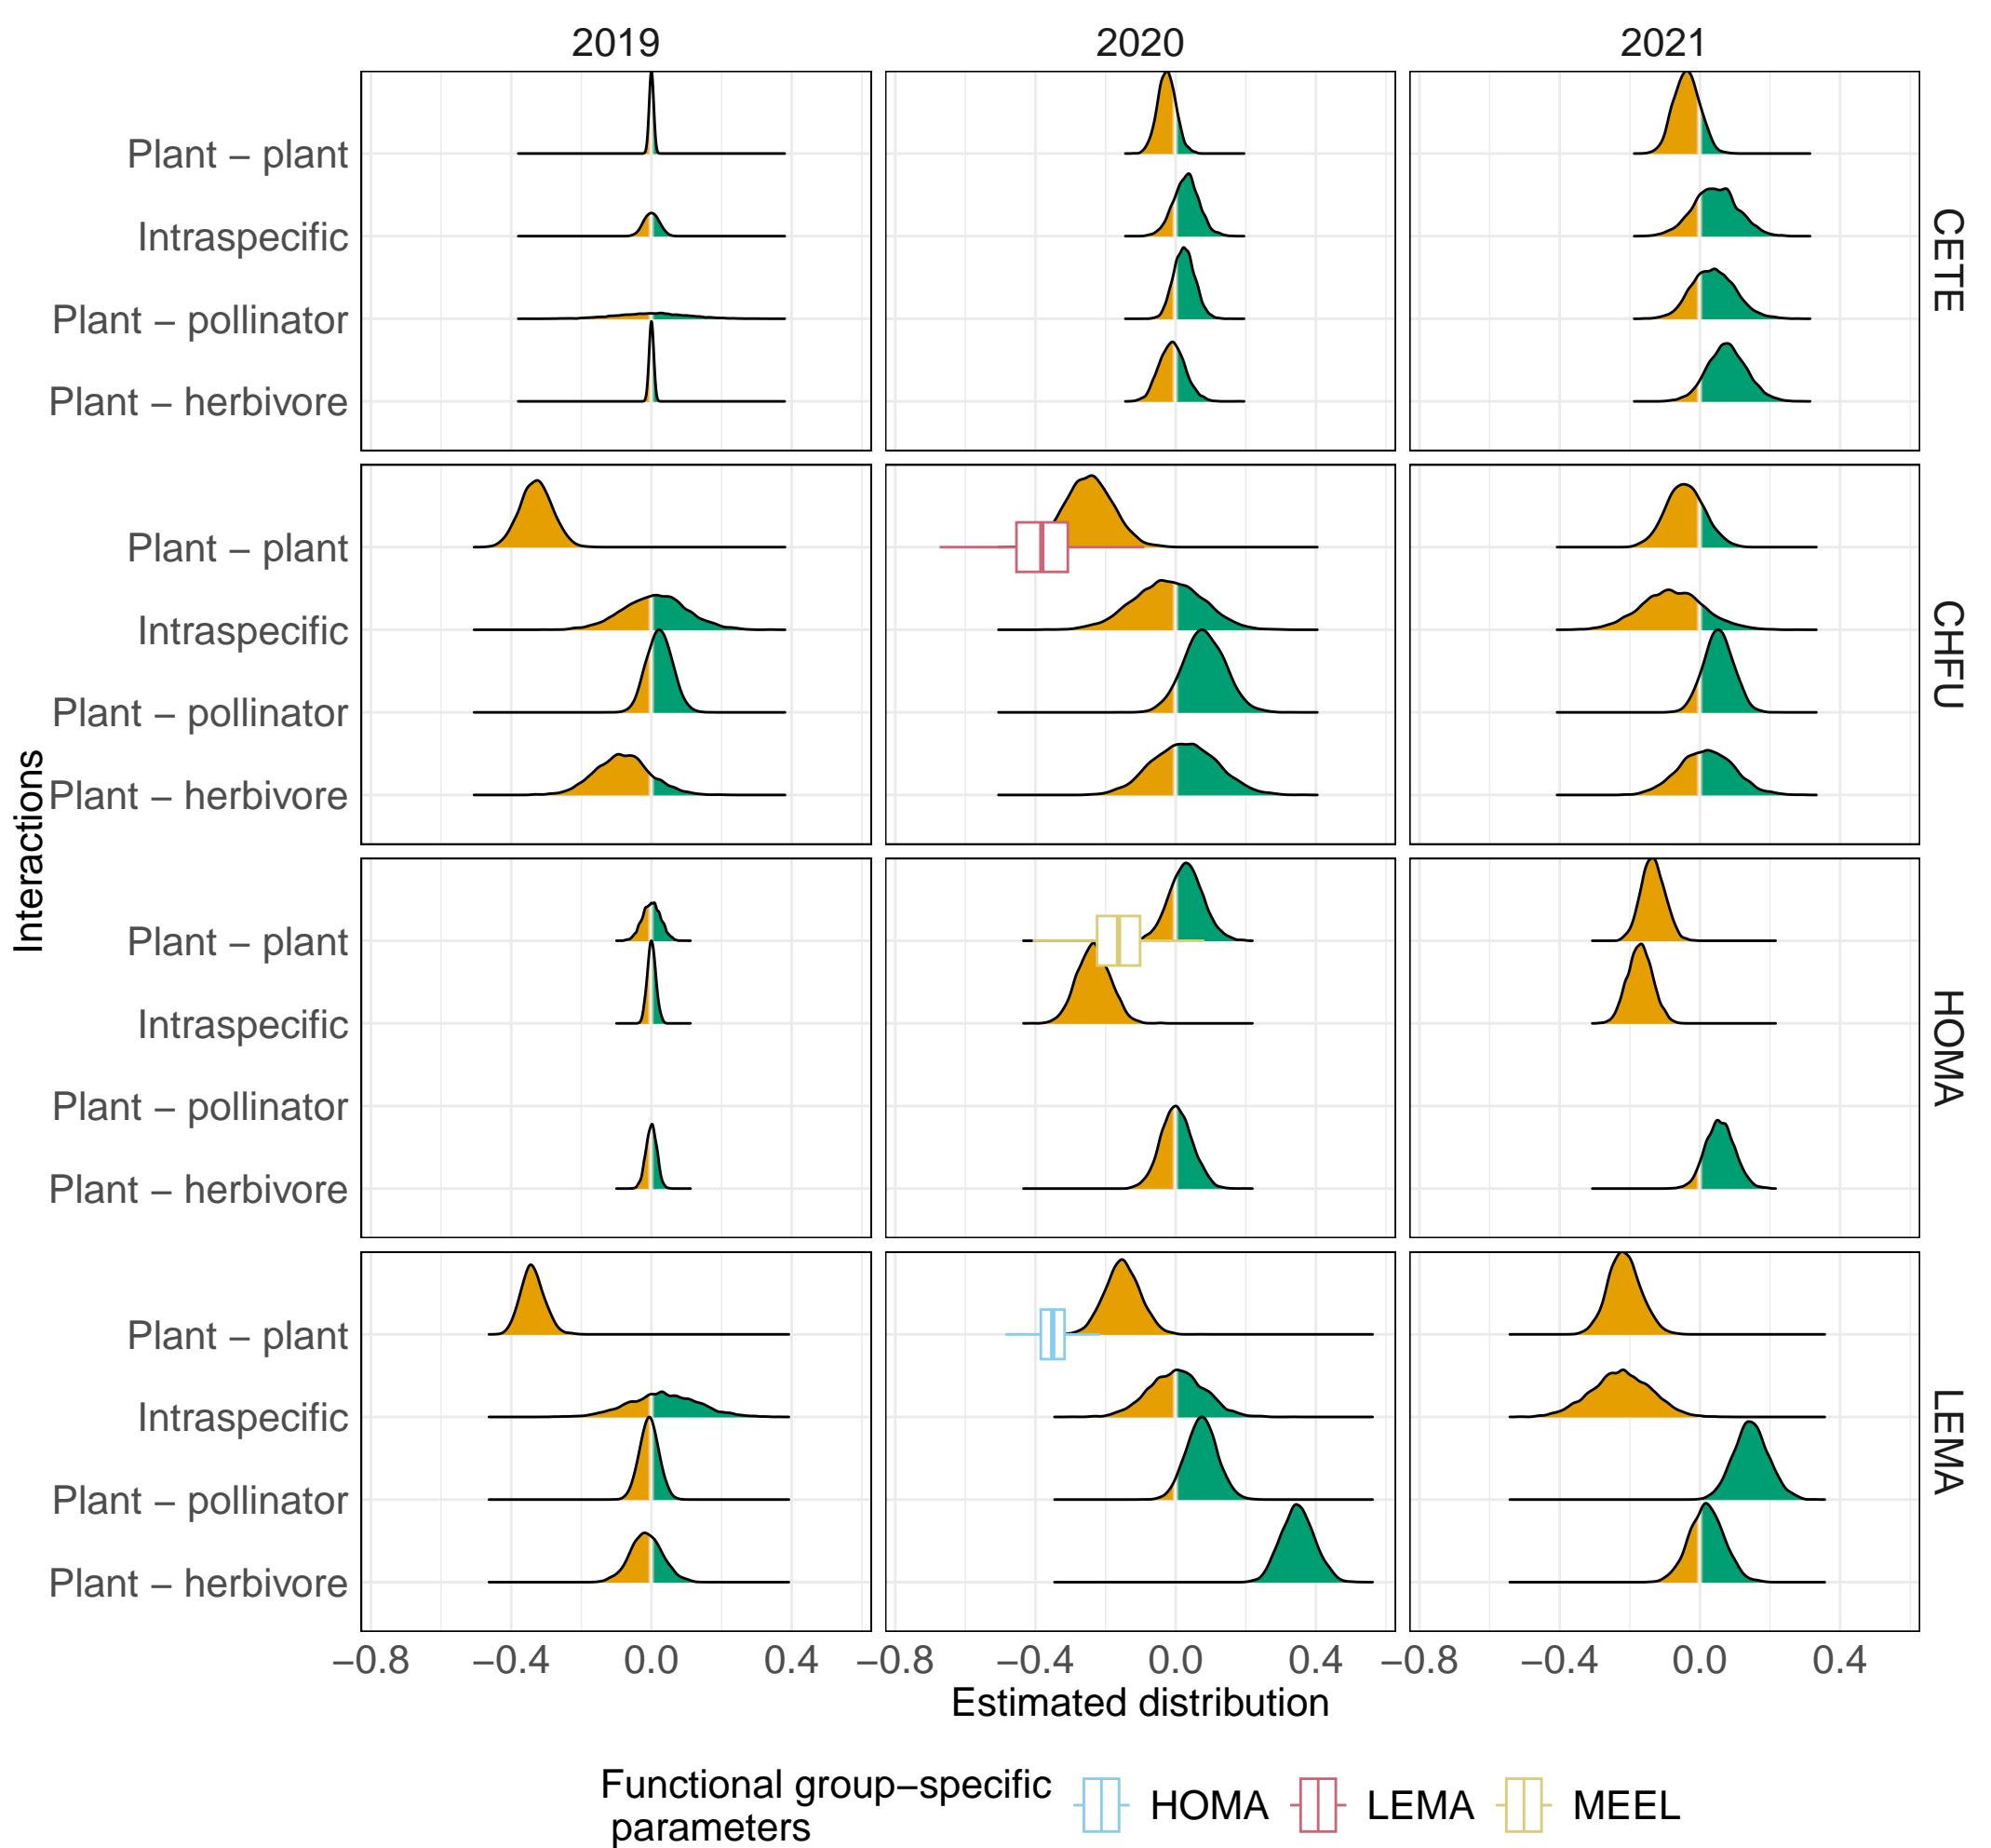 2019 2020 2021
Plant − plant
Intraspecific
Plant − pollinator
Plant − herbivore
CETE
Plant − plant
Intraspecific
Plant − pollinator
Plant − herbivore
CHFU
Interactions
Plant − plant
Intraspecific
Plant − pollinator
Plant − herbivore
HOMA
Plant − plant
Intraspecific
Plant − pollinator
Plant − herbivore
LEMA
−0.8 −0.4 0.0 0.4 −0.8 −0.4 0.0 0.4 −0.8 −0.4 0.0 0.4
Estimated distribution
Functional group−specific
parameters
HOMA LEMA MEEL